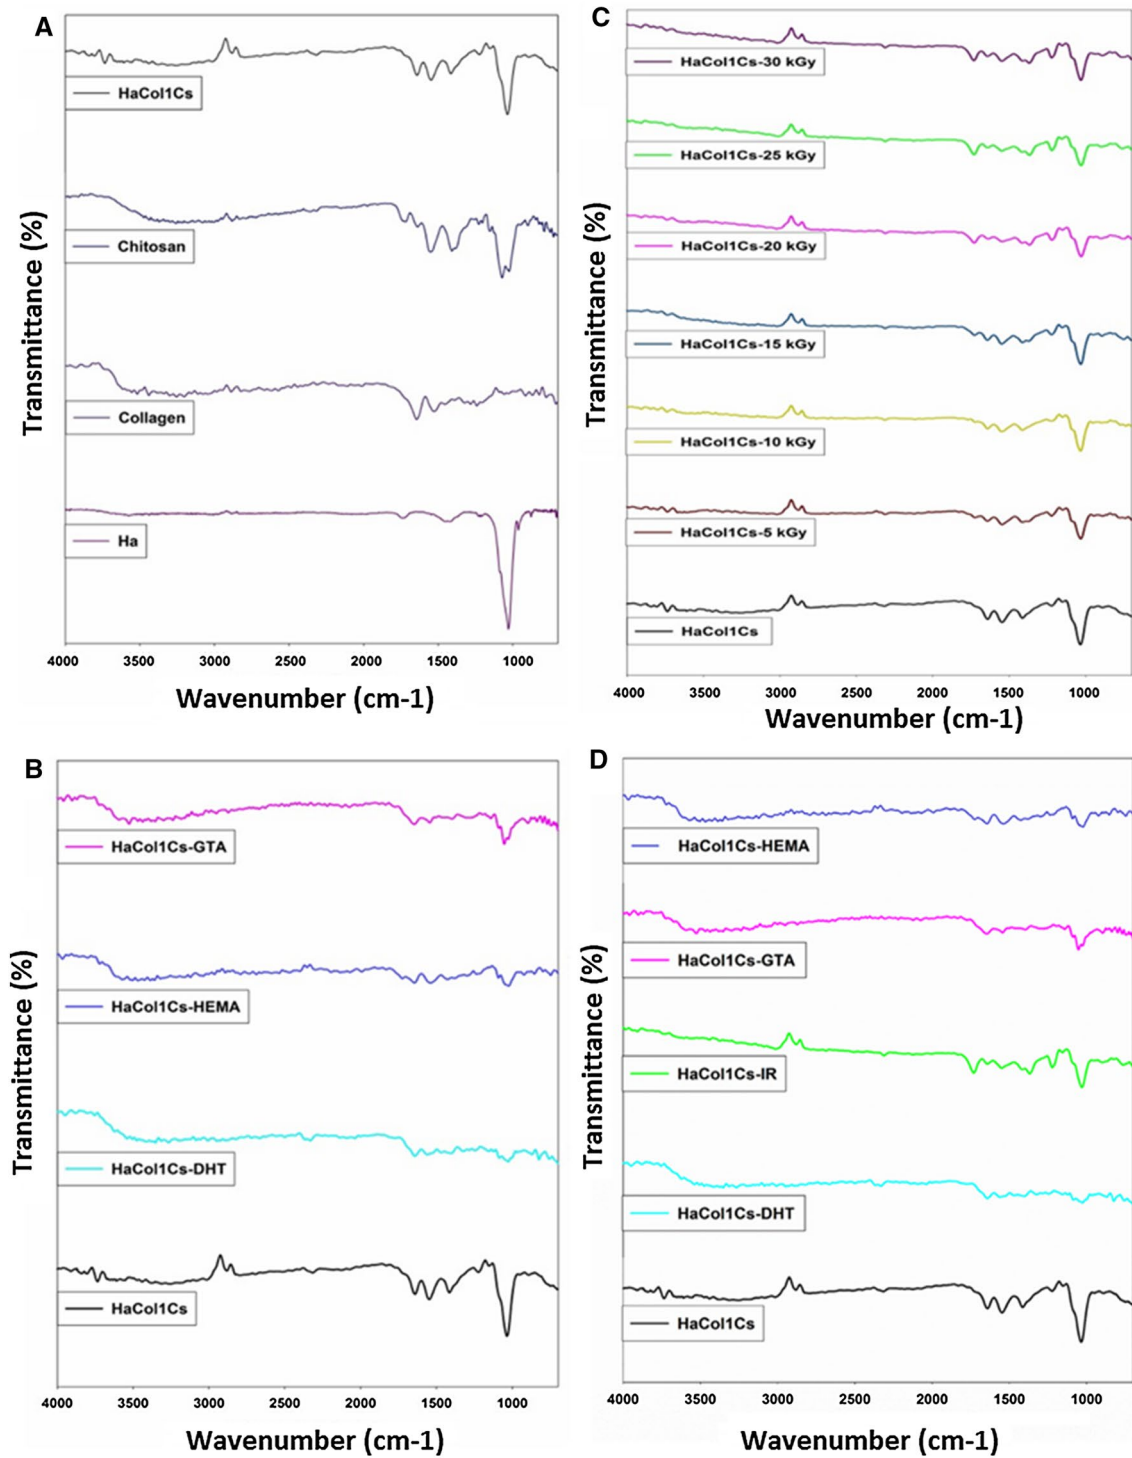 A
Transmittance (%)
HaCol1Cs
Chitosan
Collagen
Ha
4000 3500 3000 2500 2000 1500 1000
Wavenumber (cm-1)
C
Transmittance (%)
HaCol1Cs-30 kGy
HaCol1Cs-25 kGy
HaCol1Cs-20 kGy
HaCol1Cs-15 kGy
HaCol1Cs-10 kGy
HaCol1Cs-5 kGy
HaCol1Cs
4000 3500 3000 2500 2000 1500 1000
Wavenumber (cm-1)
B
Transmittance (%)
HaCol1Cs-GTA
HaCol1Cs-HEMA
HaCol1Cs-DHT
HaCol1Cs
4000 3500 3000 2500 2000 1500 1000
Wavenumber (cm-1)
D
Transmittance (%)
HaCol1Cs-HEMA
HaCol1Cs-GTA
HaCol1Cs-IR
HaCol1Cs-DHT
HaCol1Cs
4000 3500 3000 2500 2000 1500 1000
Wavenumber (cm-1)